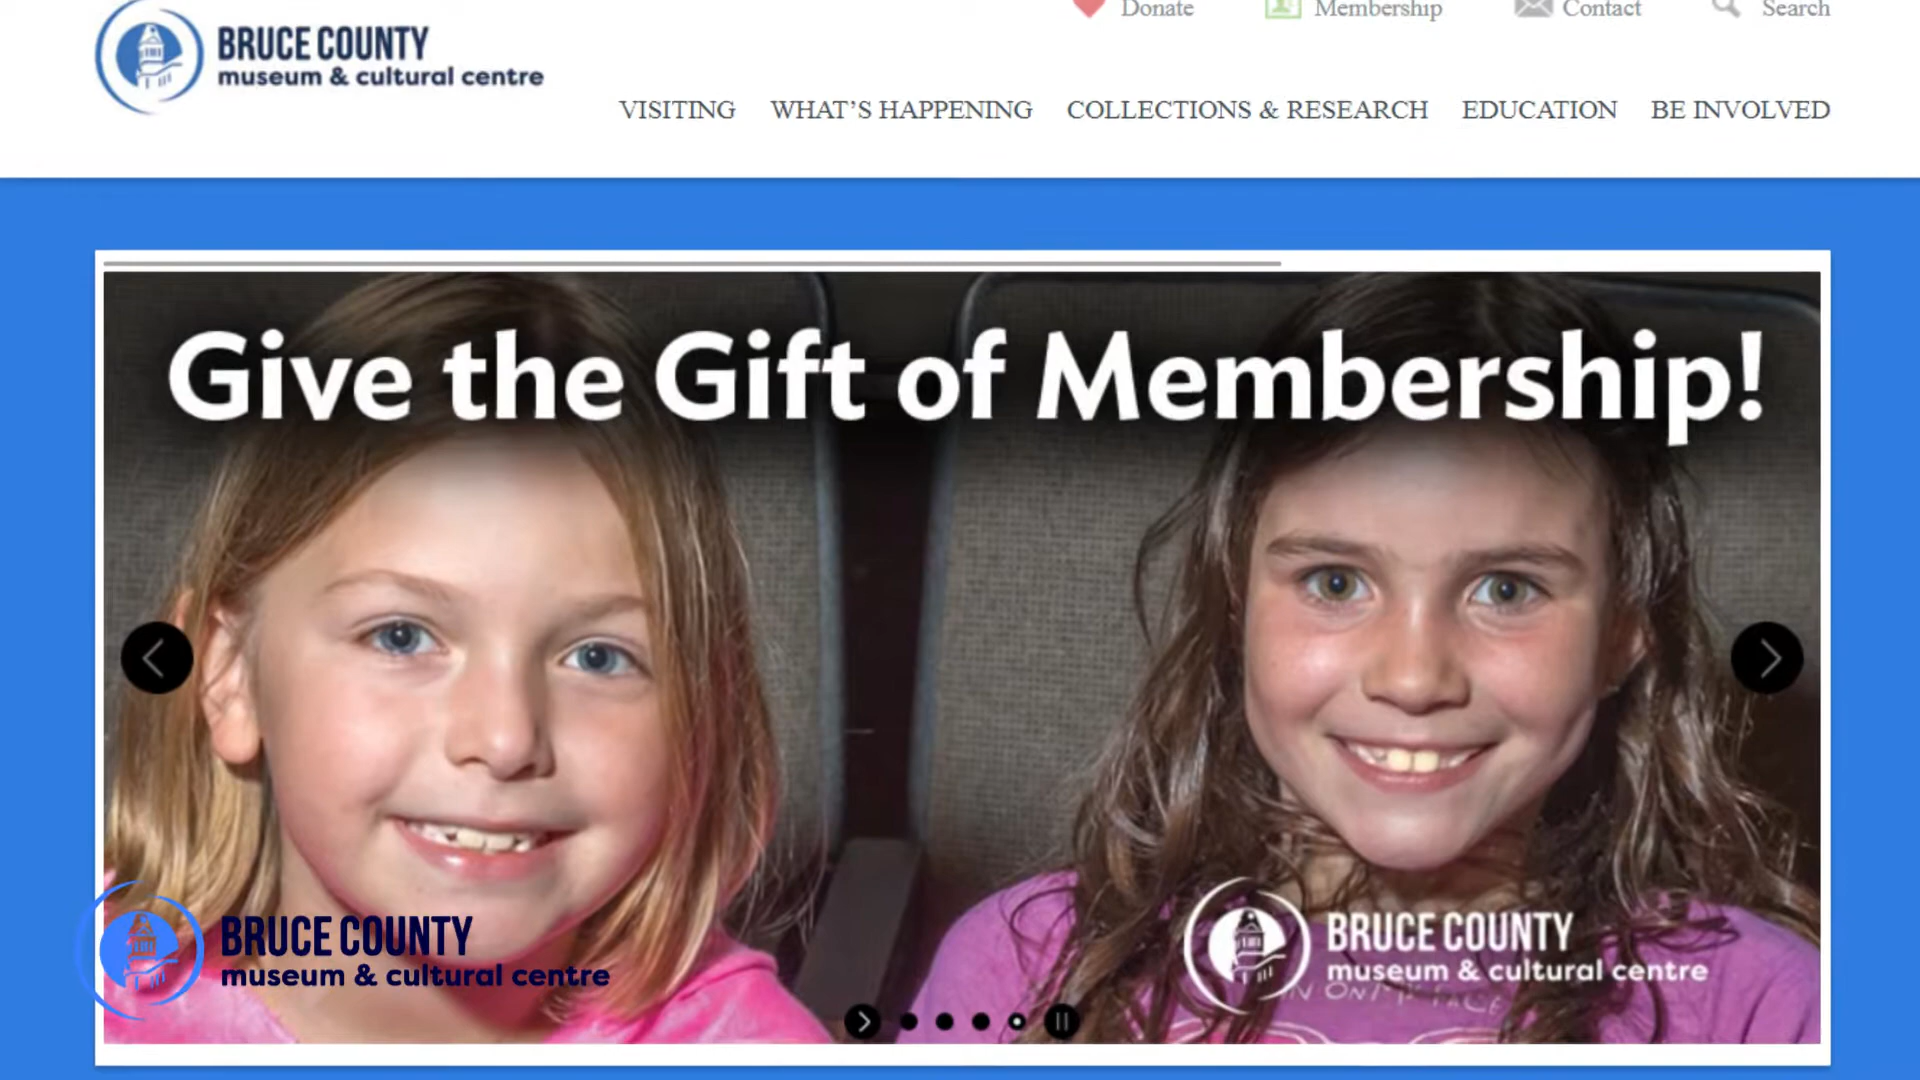 Donate Membership Contact Search
BRUCE COUNTY
museum & cultural centre
VISITING WHAT’S HAPPENING COLLECTIONS & RESEARCH EDUCATION BE INVOLVED
Give the Gift of Membership!
BRUCE COUNTY
museum & cultural centre
BRUCE COUNTY
museum & cultural centre